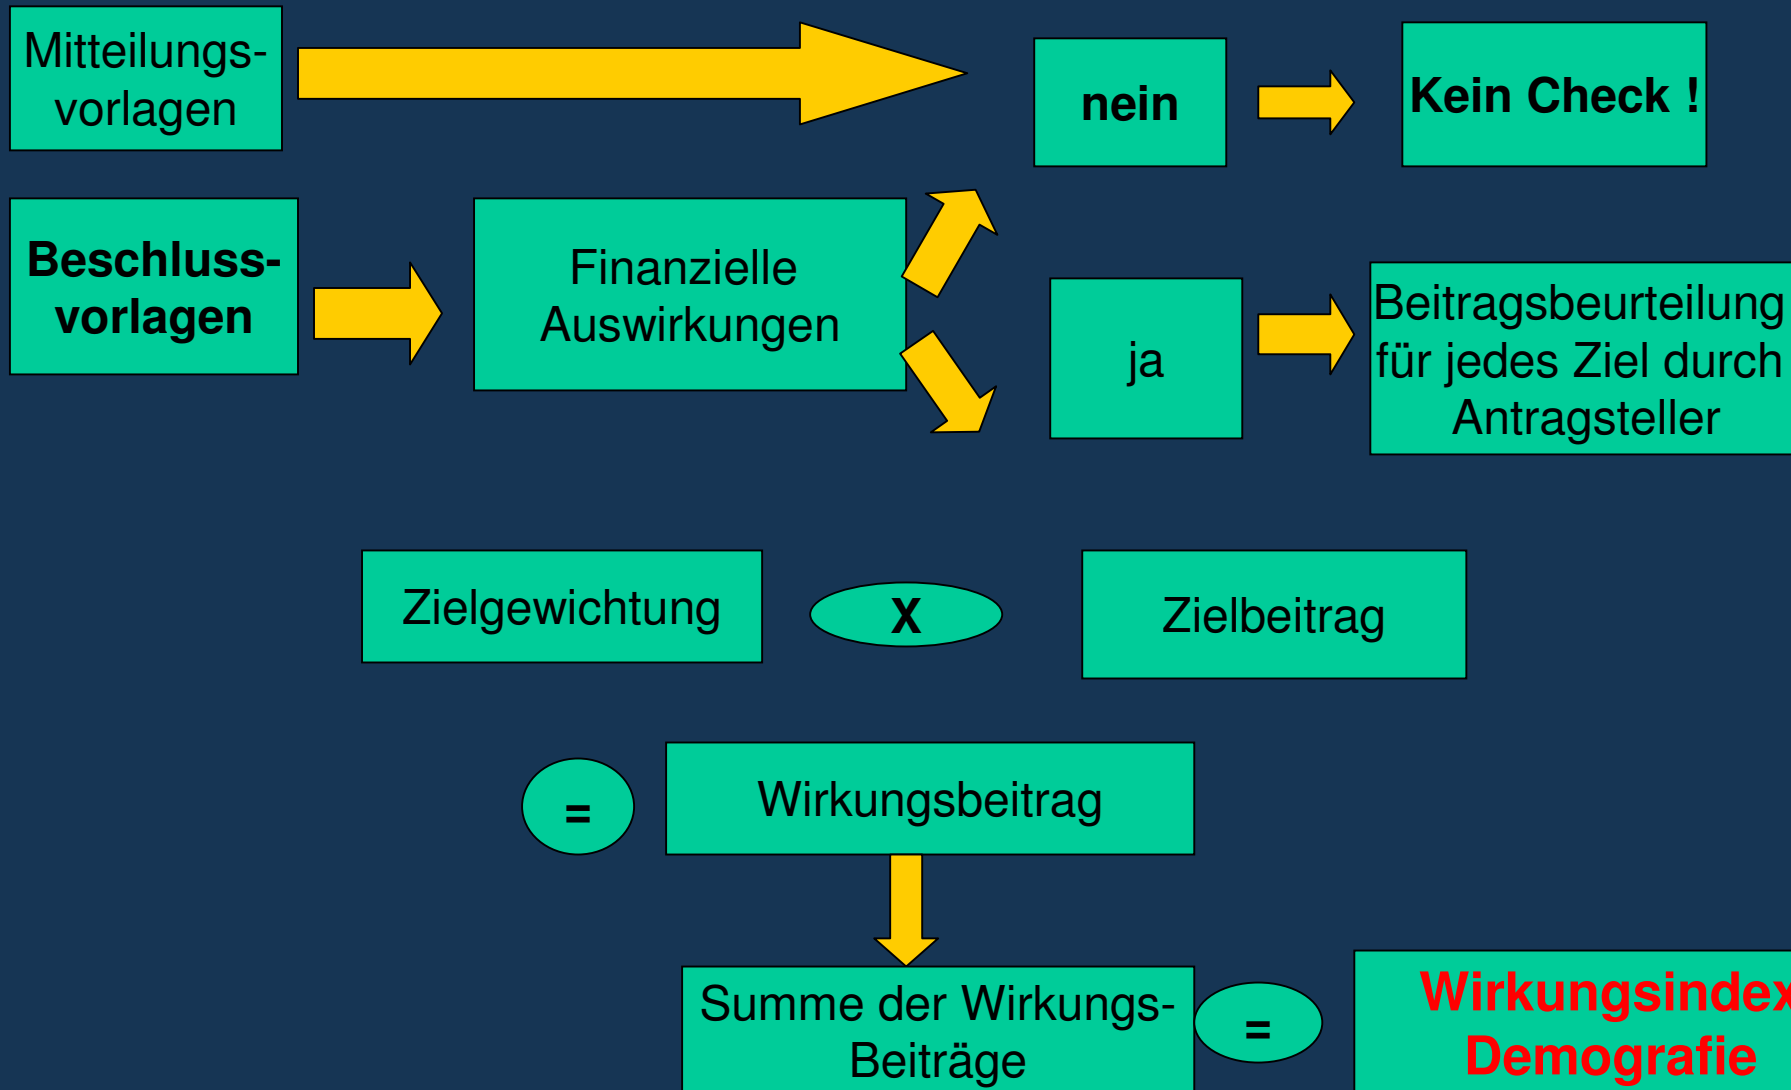 Mitteilungs-
vorlagen
nein
Kein Check !
Beschluss-
vorlagen
Finanzielle
Auswirkungen
ja
Beitragsbeurteilung
für jedes Ziel durch
Antragsteller
Zielgewichtung
X
Zielbeitrag
=
Wirkungsbeitrag
Summe der Wirkungs-
Beiträge
=
Wirkungsindex
Demografie